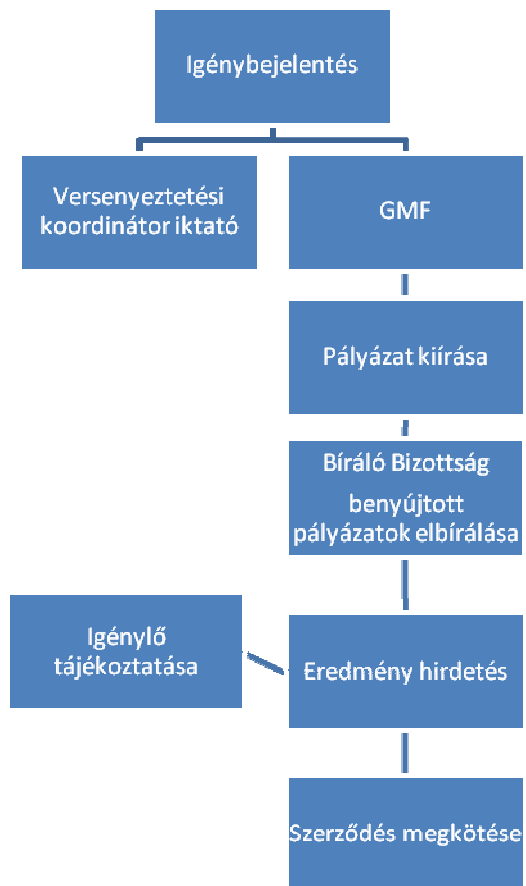 Igénybejelentés
Versenyeztetési
koordinátor iktató
GMF
Pályázat kiírása
Bíráló Bizottság
benyújtott
pályázatok elbírálása
Igénylő
tájékoztatása
Eredmény hirdetés
Szerződés megkötése